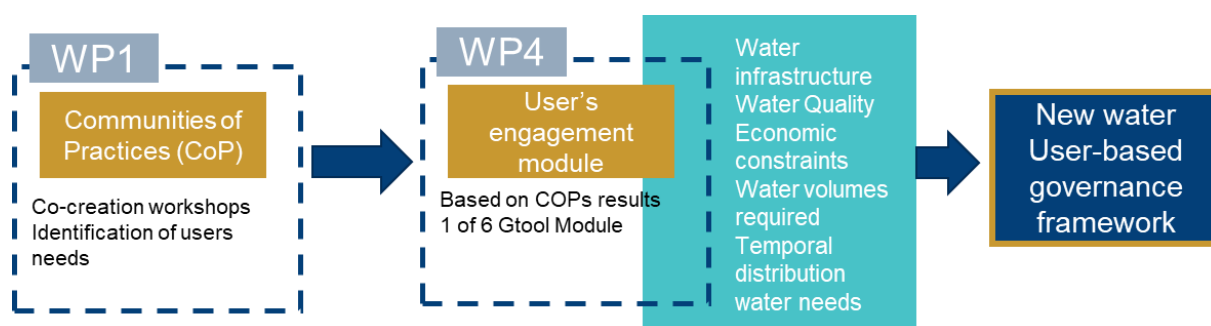 WP1
Communities of
Practices (CoP)
Co-creation workshops
Identification of users
needs
WP4
User's
engagement
module
Based on COPs results
1 of 6 Gtool Module
Water
infrastructure
Water Quality
Economic
constraints
Water volumes
required
Temporal
distribution
water needs
New water
User-based
governance
framework